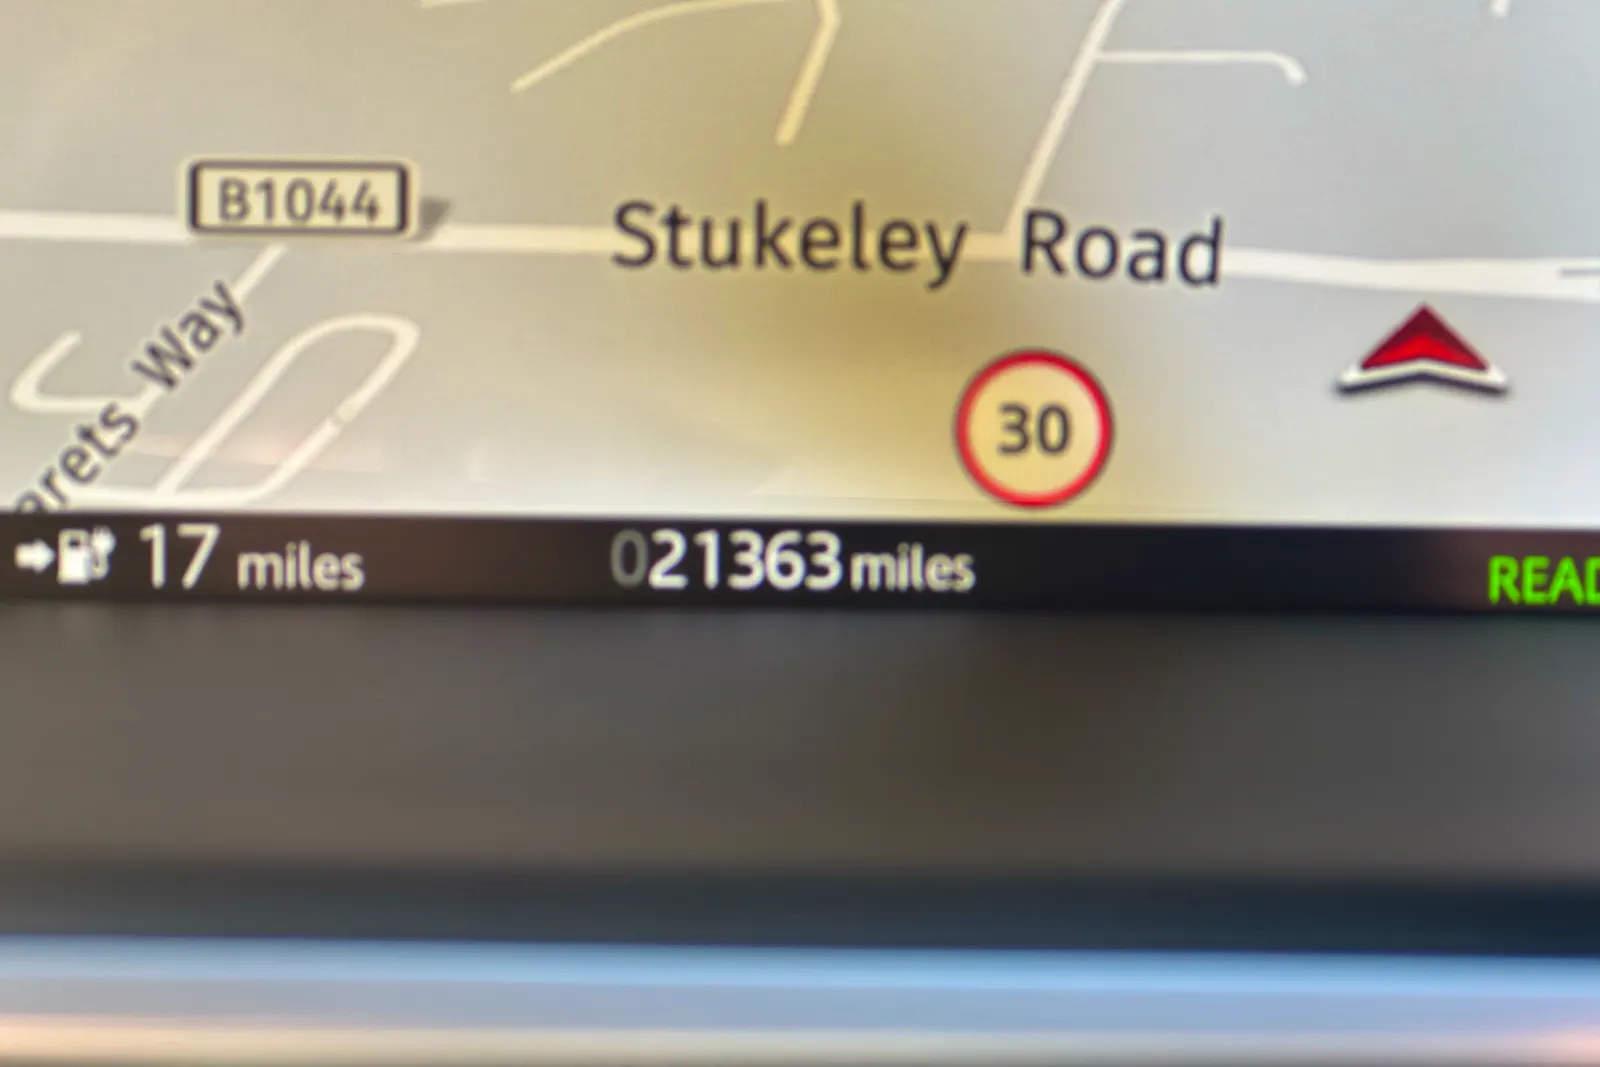 B1044
Stukeley Road
Way
30
17 miles
021363 miles